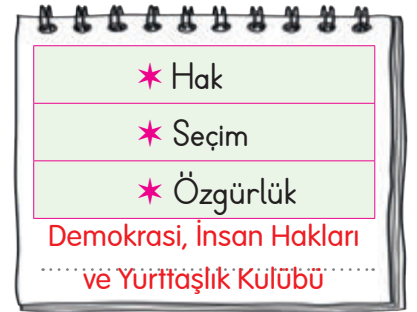 ✶ Hak
✶ Seçim
✶ Özgürlük
Demokrasi, İnsan Hakları
ve Yurttaşlık Kulübü